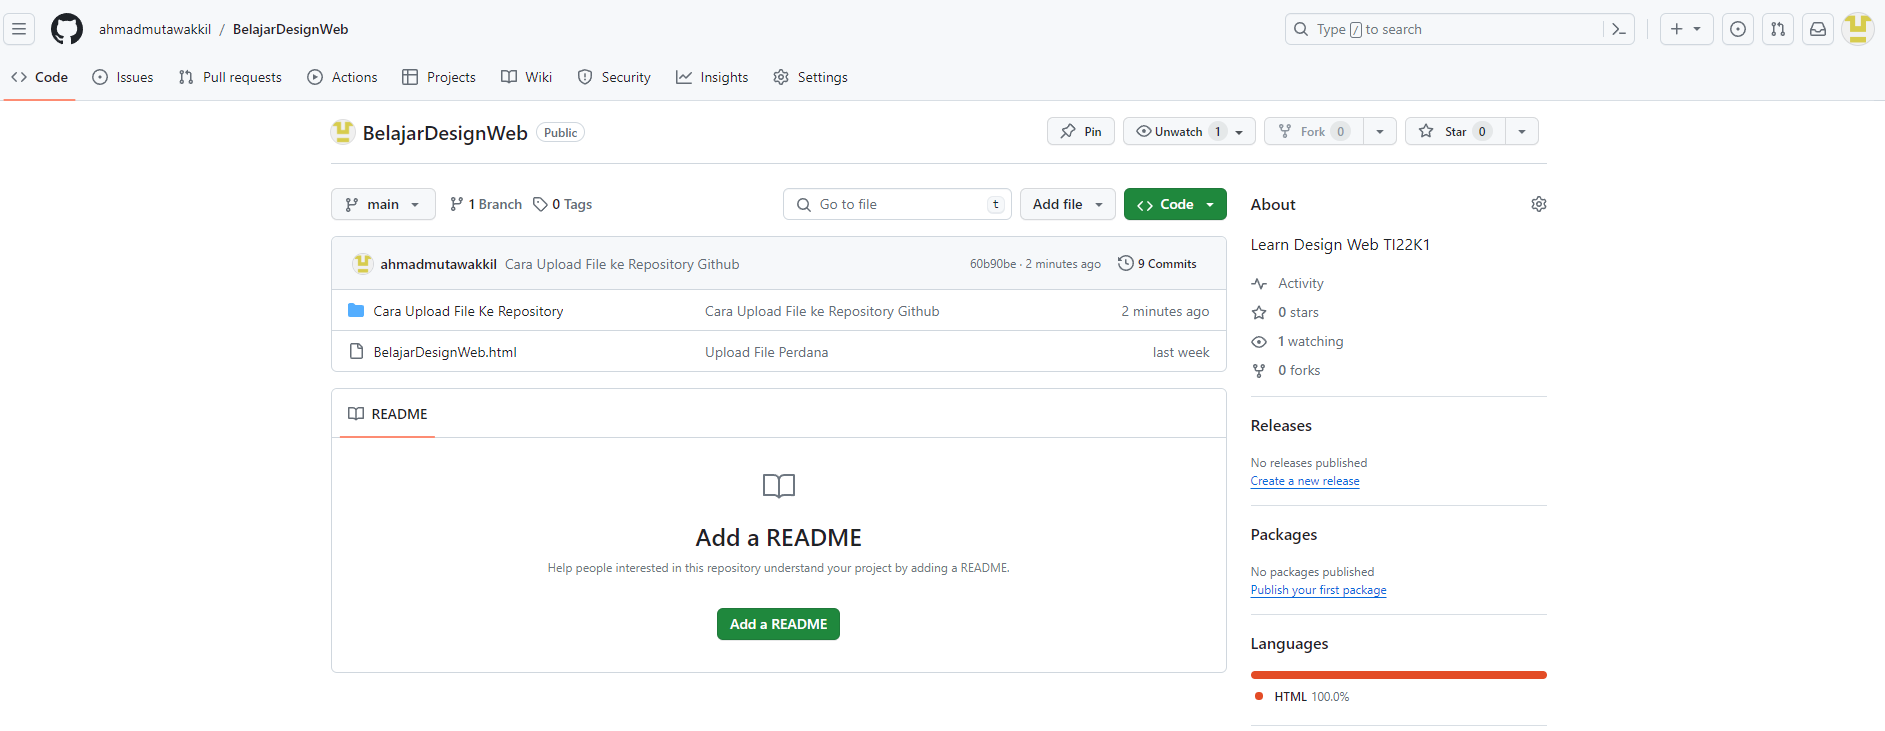 ahmadmutawakkil / BelajarDesignWeb
Type / to search
Code Issues Pull requests Actions Projects Wiki Security Insights Settings
BelajarDesignWeb Public
Pin Unwatch 1 Fork 0 Star 0
main 1 Branch 0 Tags Go to file t Add file Code
ahmadmutawakkil Cara Upload File ke Repository Github 60b90be · 2 minutes ago 9 Commits
Cara Upload File Ke Repository Cara Upload File ke Repository Github 2 minutes ago
BelajarDesignWeb.html Upload File Perdana last week
README
Add a README
Help people interested in this repository understand your project by adding a README.
Add a README
About
Learn Design Web TI22K1
Activity
0 stars
1 watching
0 forks
Releases
No releases published
Create a new release
Packages
No packages published
Publish your first package
Languages
HTML 100.0%